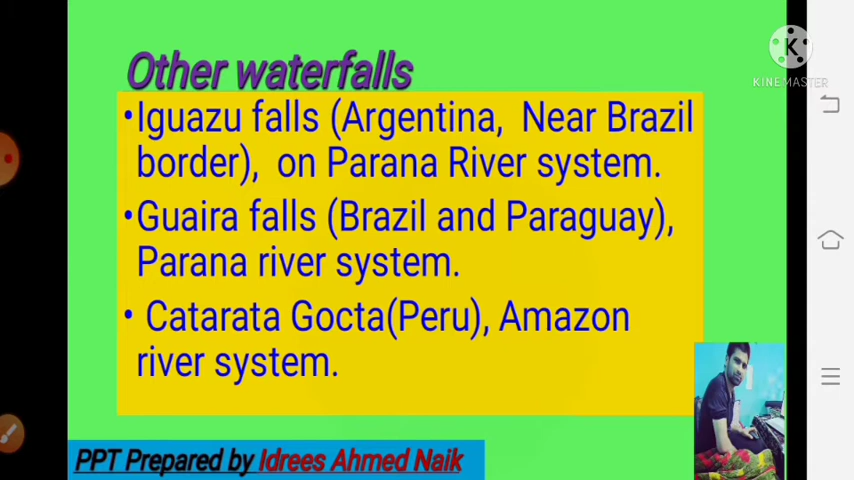 Other waterfalls
KINEMASTER
•Iguazu falls (Argentina, Near Brazil
border), on Parana River system.
•Guaira falls (Brazil and Paraguay),
Parana river system.
• Catarata Gocta(Peru), Amazon
river system.
PPT Prepared by Idrees Ahmed Naik